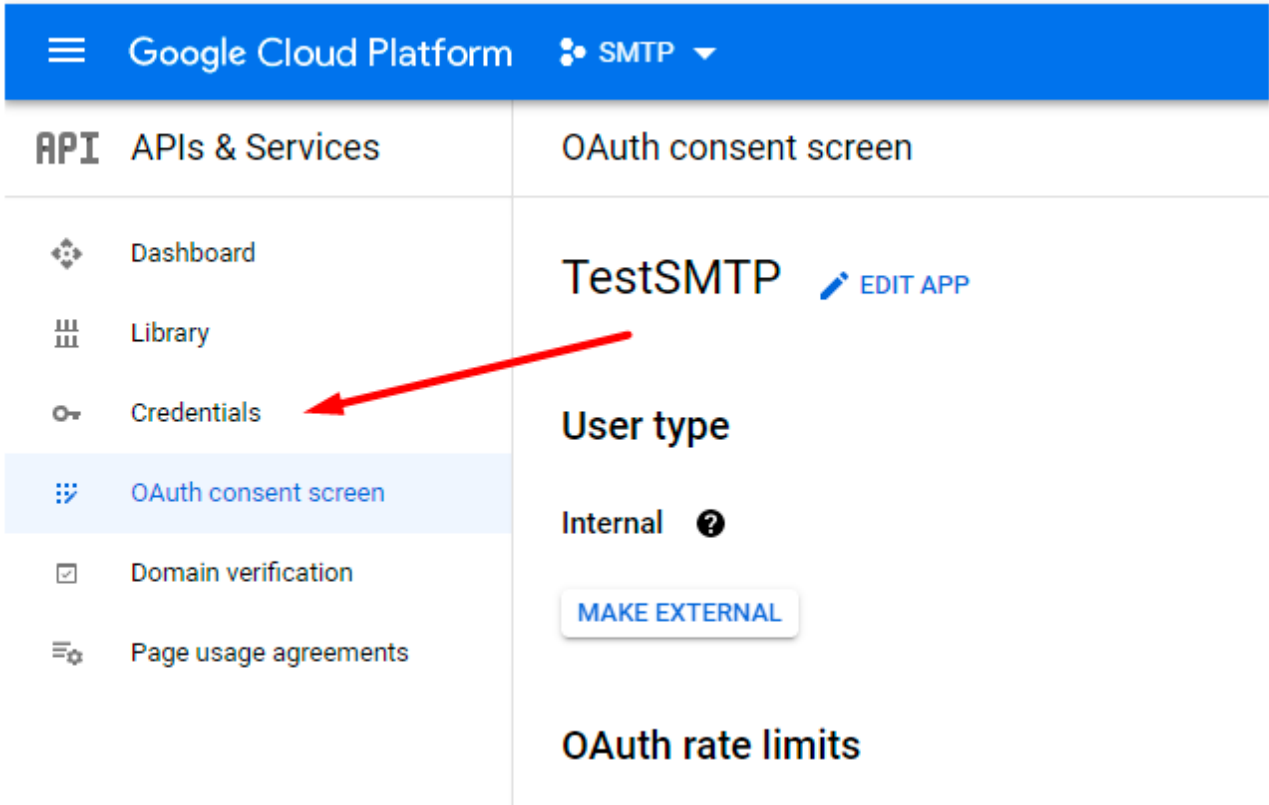 Google Cloud Platform SMTP
API APIs & Services
OAuth consent screen
Dashboard
Library
Credentials
OAuth consent screen
Domain verification
Page usage agreements
TestSMTP EDIT APP
User type
Internal ?
MAKE EXTERNAL
OAuth rate limits